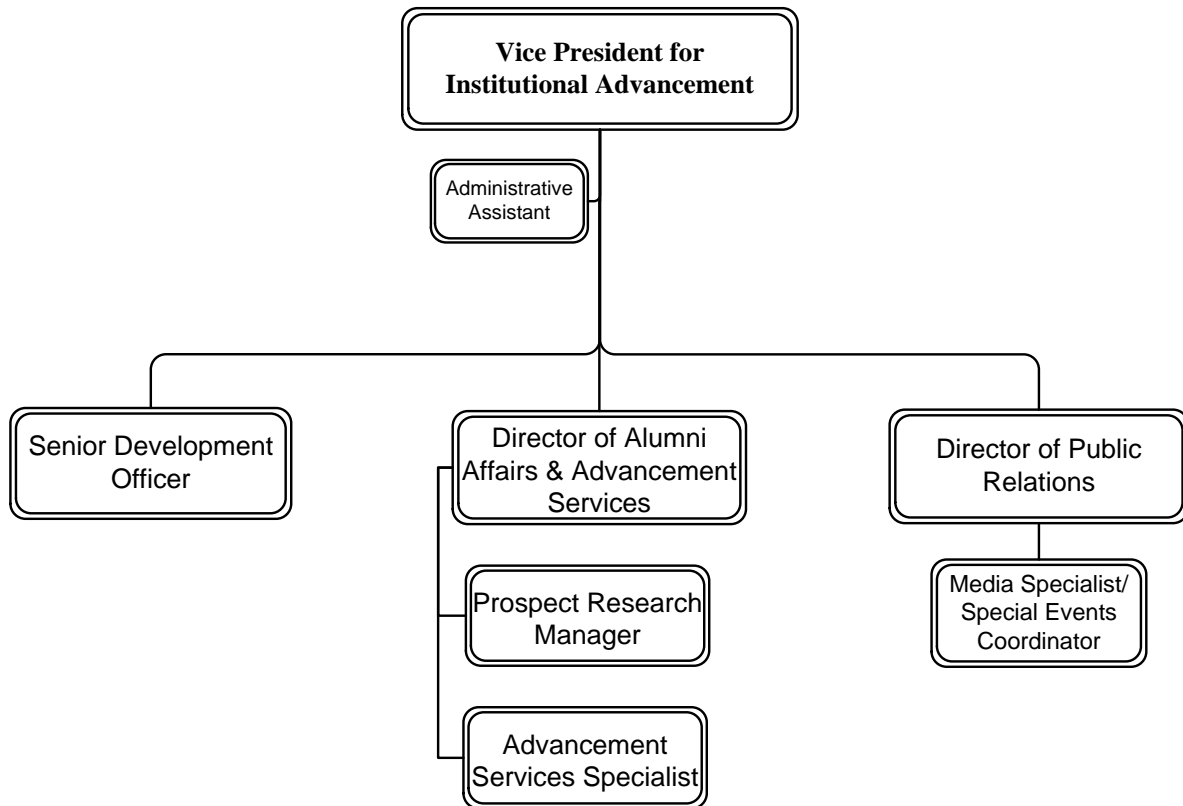 Vice President for
Institutional Advancement
Administrative
Assistant
Senior Development
Officer
Director of Alumni
Affairs & Advancement
Services
Director of Public
Relations
Prospect Research
Manager
Media Specialist/
Special Events
Coordinator
Advancement
Services Specialist